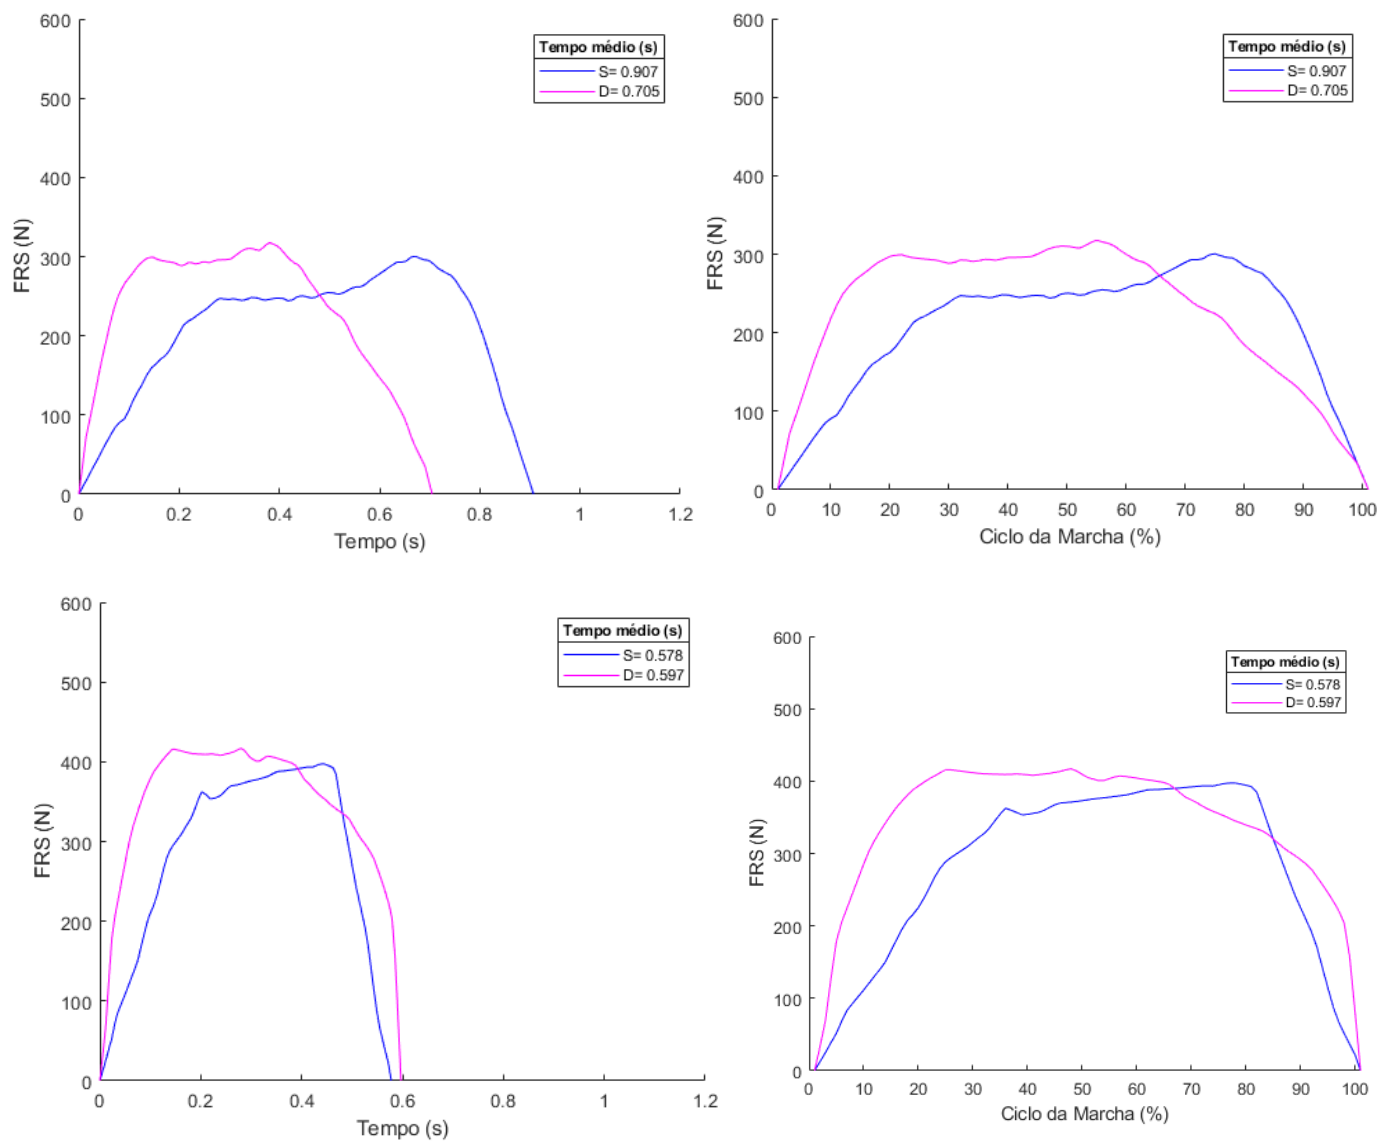 600
500
400
300
200
100
0
FRS (N)
Tempo médio (s)
S= 0.907
D= 0.705
0 0.2 0.4 0.6 0.8 1 1.2
Tempo (s)
600
500
400
300
200
100
0
FRS (N)
Tempo médio (s)
S= 0.907
D= 0.705
0 10 20 30 40 50 60 70 80 90 100
Ciclo da Marcha (%)
600
500
400
300
200
100
0
FRS (N)
Tempo médio (s)
S= 0.578
D= 0.597
0 0.2 0.4 0.6 0.8 1 1.2
Tempo (s)
600
500
400
300
200
100
0
FRS (N)
Tempo médio (s)
S= 0.578
D= 0.597
0 10 20 30 40 50 60 70 80 90 100
Ciclo da Marcha (%)